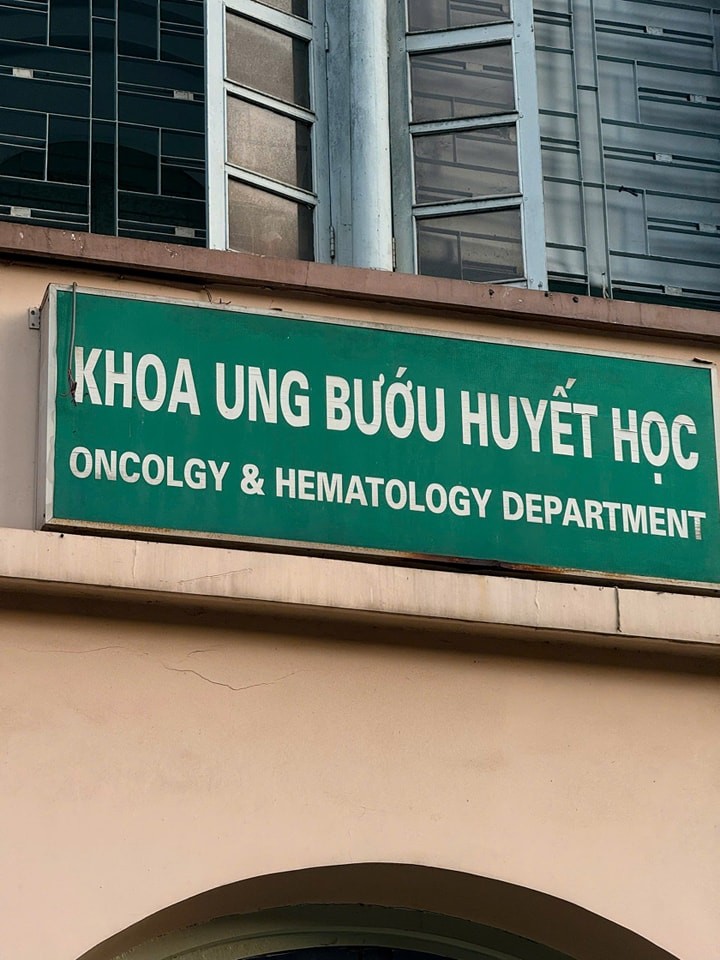 KHOA UNG BƯỚU HUYẾT HỌC
ONCOLGY & HEMATOLOGY DEPARTMENT